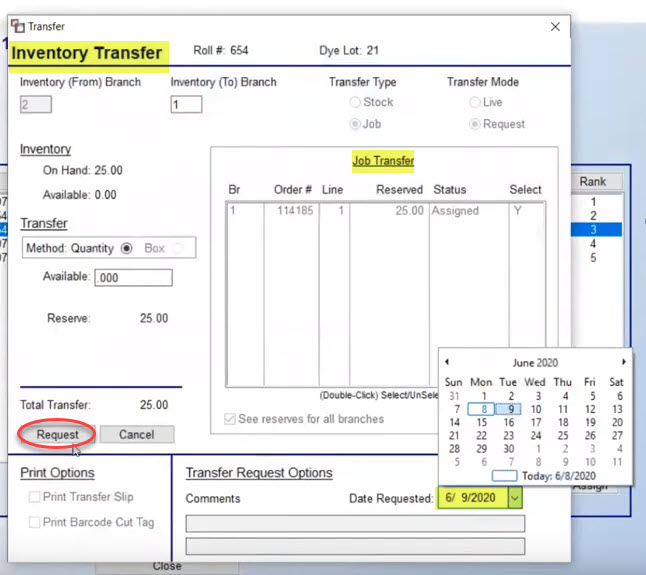 Transfer
Inventory Transfer Roll #: 654 Dye Lot: 21
Inventory (From) Branch Inventory (To) Branch Transfer Type Transfer Mode
2 1 Stock Live
Job Request
Inventory
On Hand: 25.00
Available: 0.00
Job Transfer
Br Order # Line Reserved Status Select
1 114185 1 25.00 Assigned Y
Transfer
Method: Quantity Box
Available: 000
Reserve: 25.00
(Double-Click) Select/UnSele
Total Transfer: 25.00
See reserves for all branches
Request Cancel
Print Options
Print Transfer Slip
Print Barcode Cut Tag
Transfer Request Options
Comments Date Requested: 6/ 9/2020
Rank
1
2
3
4
5
June 2020
Sun Mon Tue Wed Thu Fri Sat
31 1 2 3 4 5 6
7 8 9 10 11 12 13
14 15 16 17 18 19 20
21 22 23 24 25 26 27
28 29 30 1 2 3 4
5 6 7 8 9 10 11
Today: 6/8/2020
Assign
Close